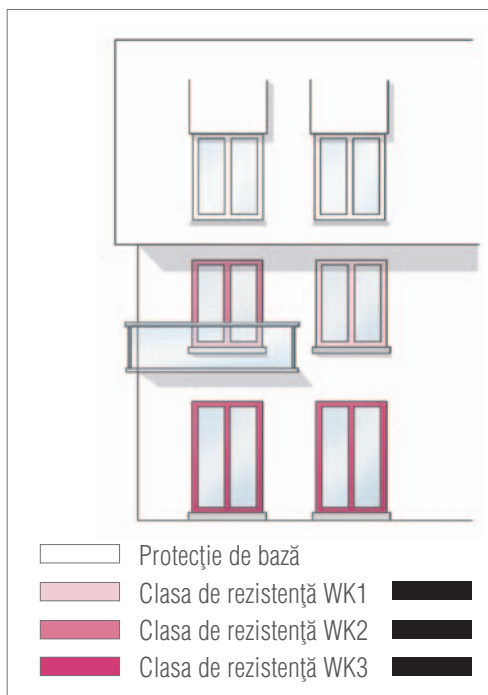 Protecţie de bază
Clasa de rezistenţă WK1
Clasa de rezistenţă WK2
Clasa de rezistenţă WK3